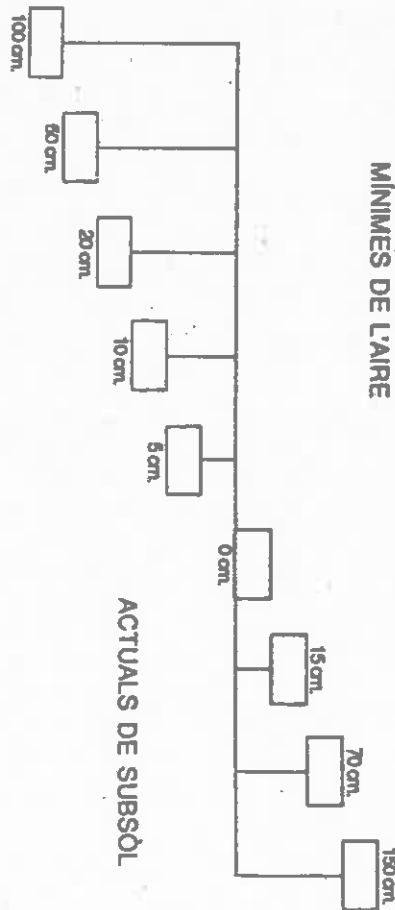 MÍNIMES DE L'AIRE
150 cm.
70 cm.
15 cm.
0 cm.
5 cm.
10 cm.
20 cm.
50 cm.
100 cm.
ACTUALS DE SUBSÒL